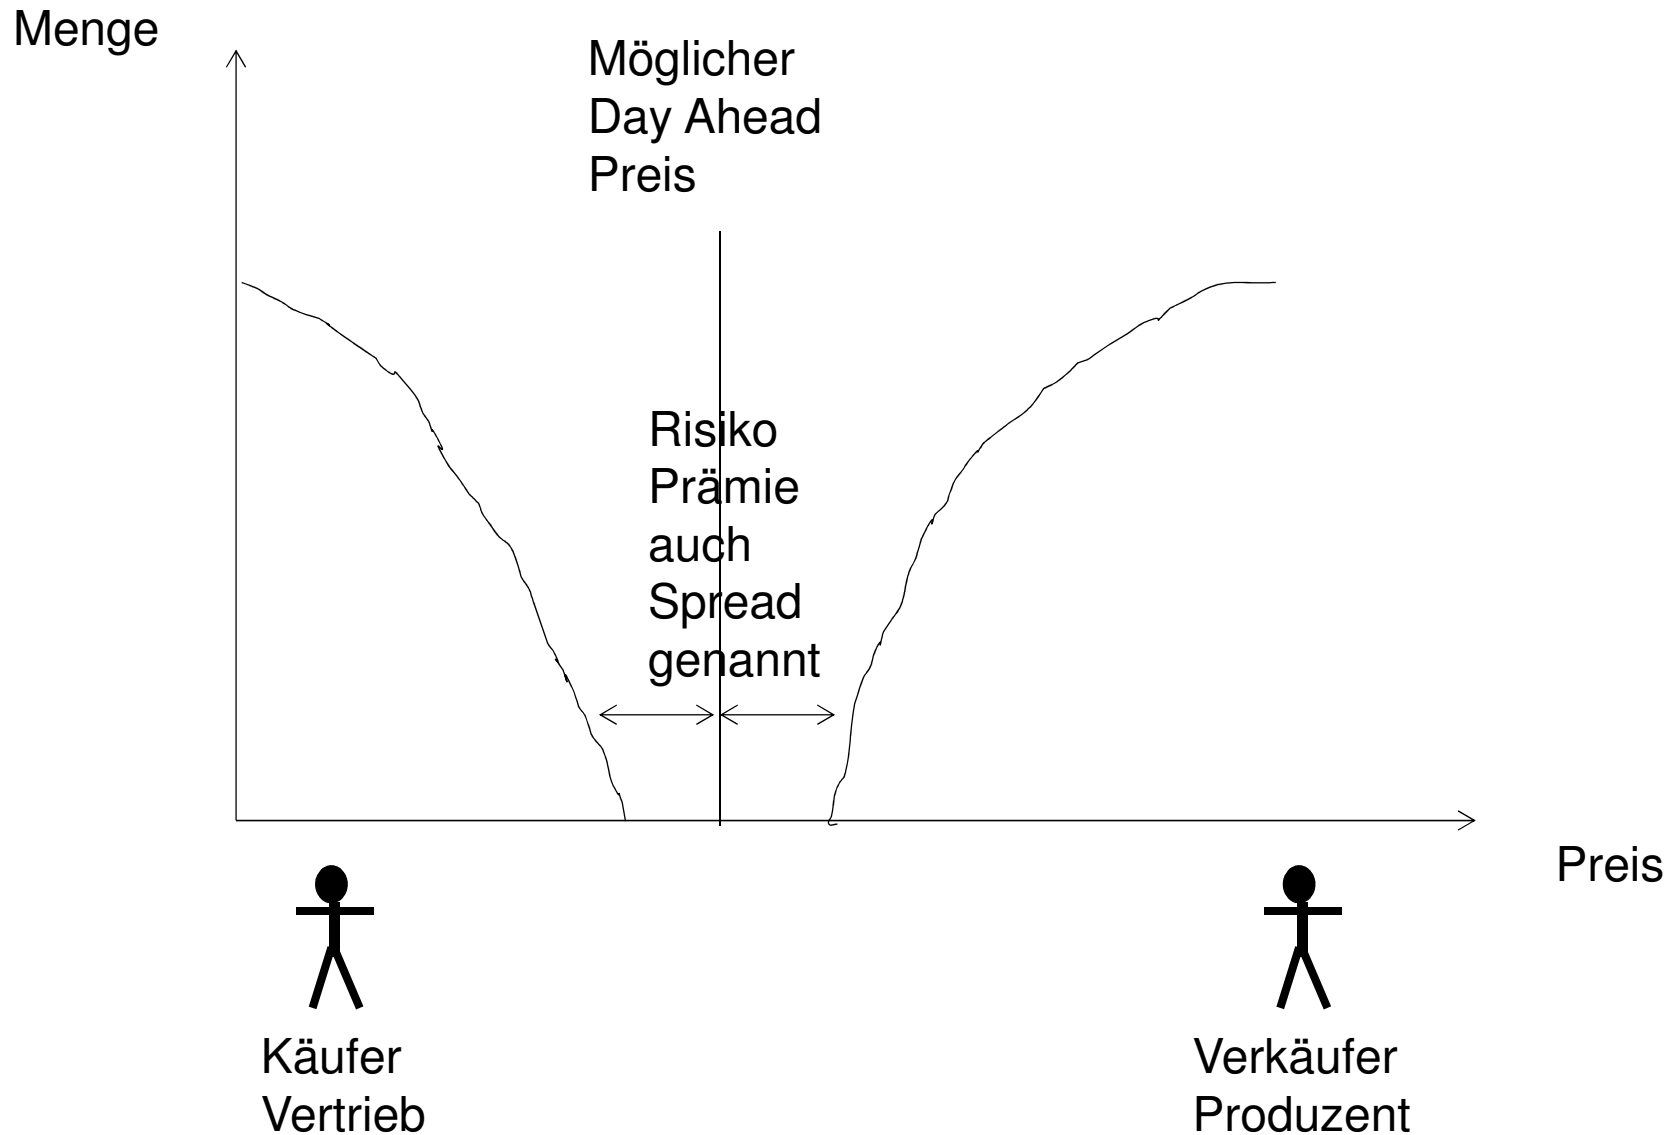 Menge
Möglicher
Day Ahead
Preis
Risiko
Prämie
auch
Spread
genannt
Preis
Käufer
Vertrieb
Verkäufer
Produzent